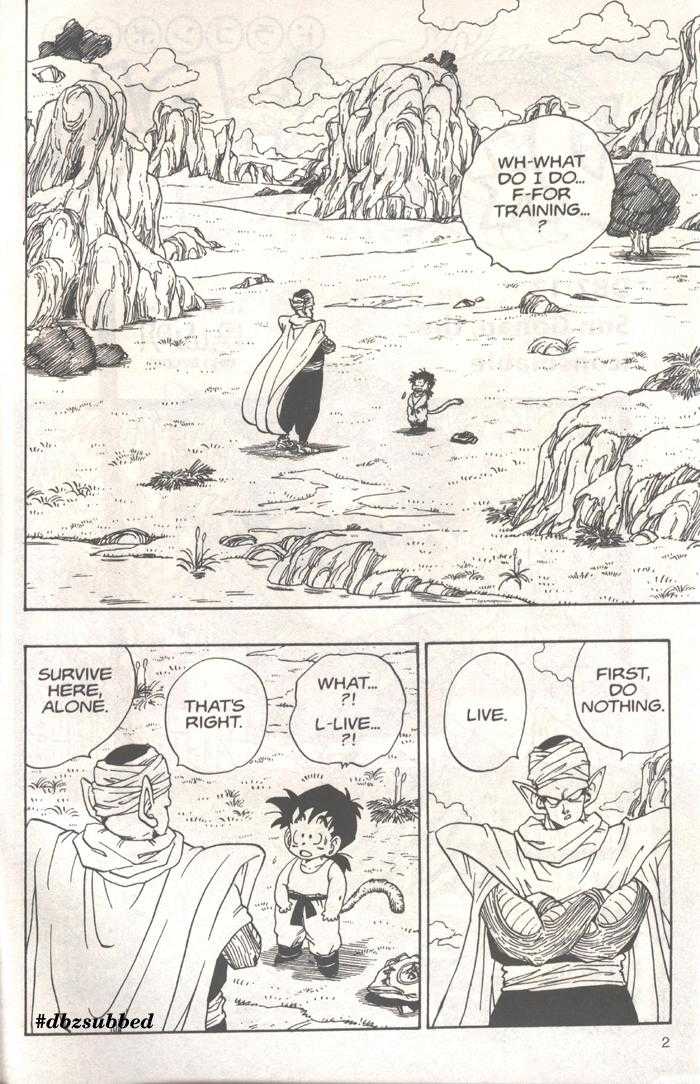 WH-WHAT
DO I DO...
F-FOR
TRAINING...
?
FIRST,
DO
NOTHING.
LIVE.
WHAT...
?!
L-LIVE...
?!
THAT'S
RIGHT.
SURVIVE
HERE,
ALONE.
#dbzsubbed
2